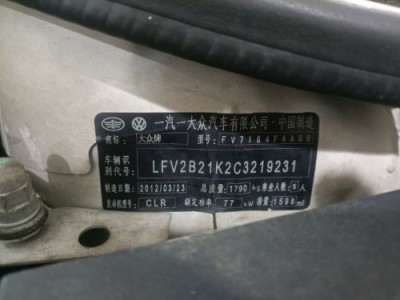 一汽一大众汽车有限公司·中国制造
商标: 大众牌 型号:
车辆识别代号: LFV2B21K2C3219231
制造日期 2012/03/23 总质量 1790 kg 乘坐人数: 5 人
发动机型号 CLR 额定功率 77 kW 排量: 1598 ml